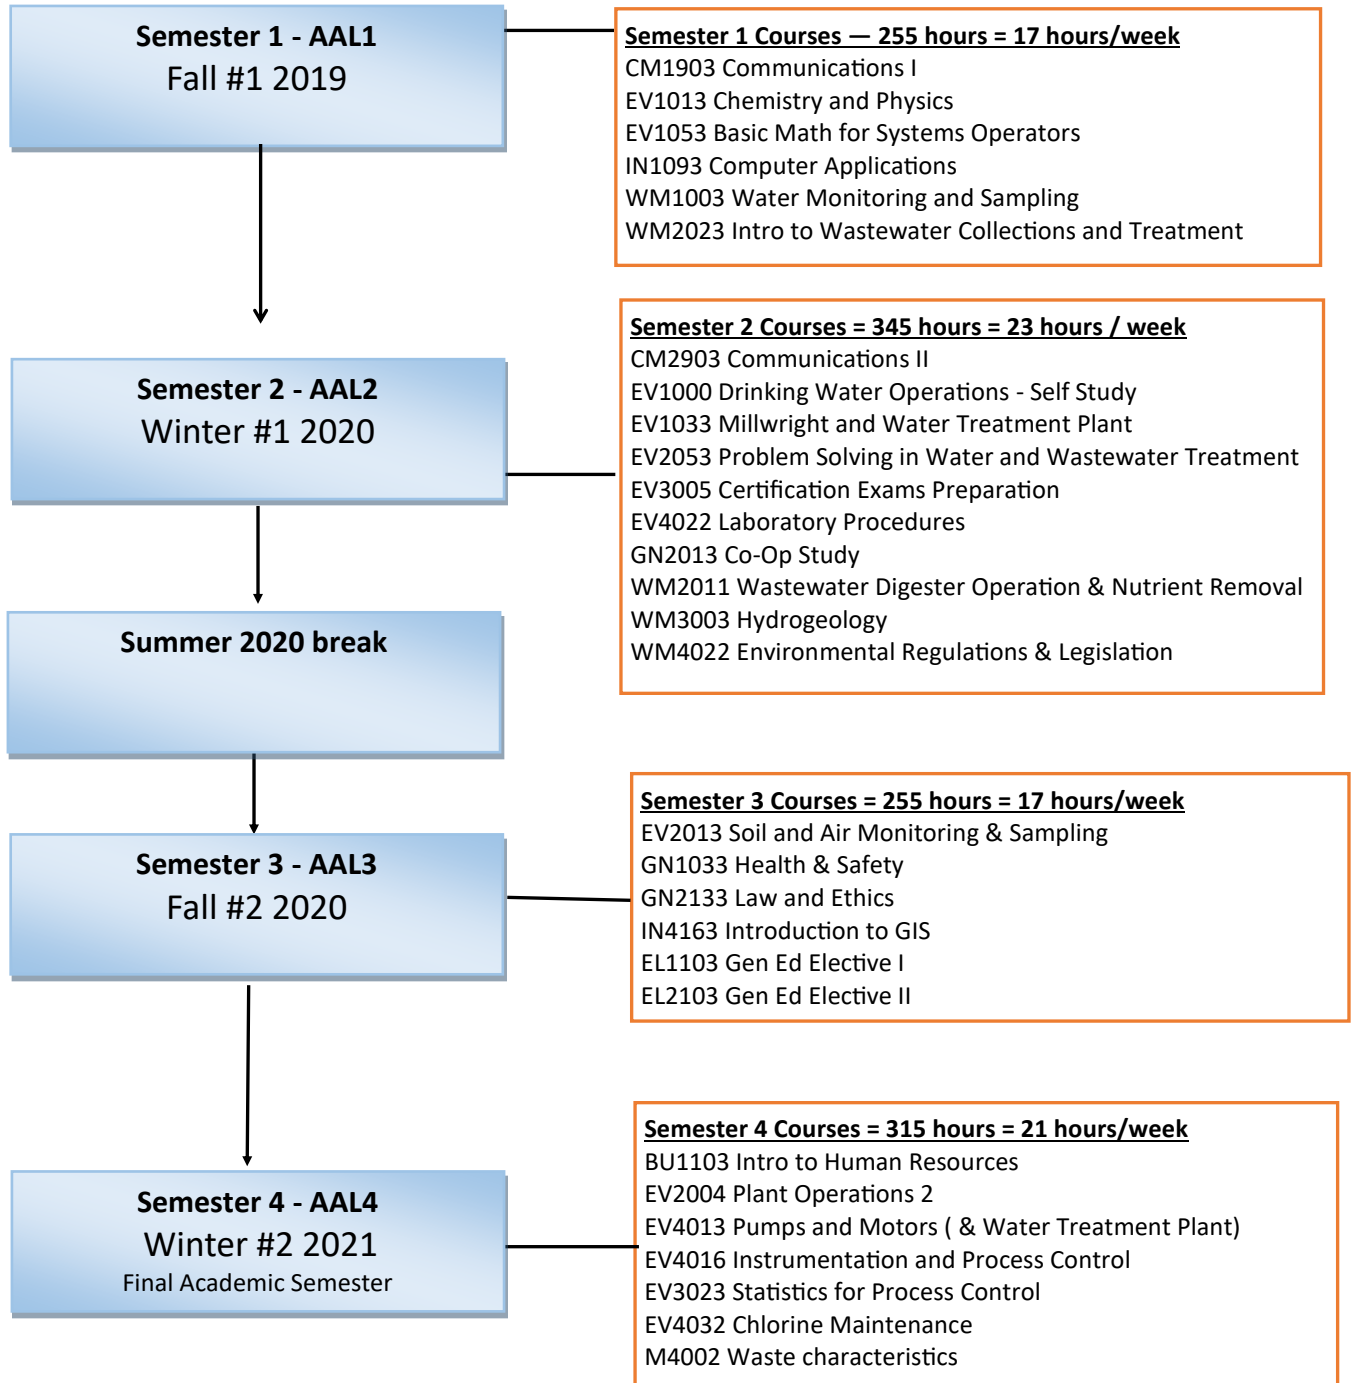 Semester 1 - AAL1
Fall #1 2019
Semester 1 Courses — 255 hours = 17 hours/week
CM1903 Communications I
EV1013 Chemistry and Physics
EV1053 Basic Math for Systems Operators
IN1093 Computer Applications
WM1003 Water Monitoring and Sampling
WM2023 Intro to Wastewater Collections and Treatment
Semester 2 - AAL2
Winter #1 2020
Semester 2 Courses = 345 hours = 23 hours / week
CM2903 Communications II
EV1000 Drinking Water Operations - Self Study
EV1033 Millwright and Water Treatment Plant
EV2053 Problem Solving in Water and Wastewater Treatment
EV3005 Certification Exams Preparation
EV4022 Laboratory Procedures
GN2013 Co-Op Study
WM2011 Wastewater Digester Operation & Nutrient Removal
WM3003 Hydrogeology
WM4022 Environmental Regulations & Legislation
Summer 2020 break
Semester 3 - AAL3
Fall #2 2020
Semester 3 Courses = 255 hours = 17 hours/week
EV2013 Soil and Air Monitoring & Sampling
GN1033 Health & Safety
GN2133 Law and Ethics
IN4163 Introduction to GIS
EL1103 Gen Ed Elective I
EL2103 Gen Ed Elective II
Semester 4 - AAL4
Winter #2 2021
Final Academic Semester
Semester 4 Courses = 315 hours = 21 hours/week
BU1103 Intro to Human Resources
EV2004 Plant Operations 2
EV4013 Pumps and Motors ( & Water Treatment Plant)
EV4016 Instrumentation and Process Control
EV3023 Statistics for Process Control
EV4032 Chlorine Maintenance
M4002 Waste characteristics